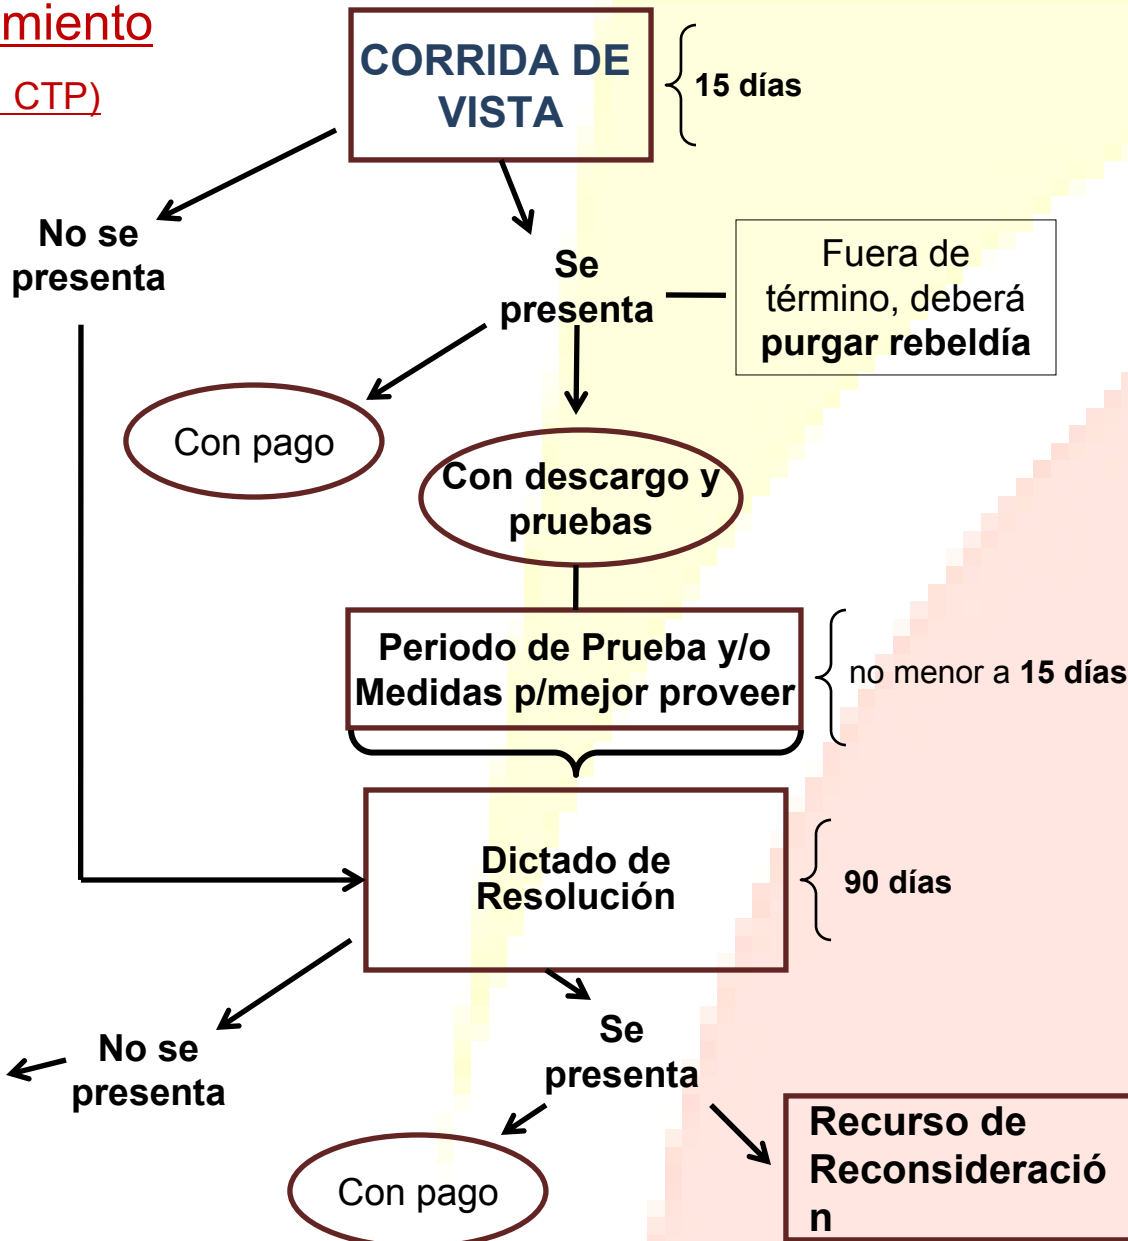 miento
CTP)
CORRIDA DE
VISTA
15 días
No se
presenta
Se
presenta
Fuera de
término, deberá
purgar rebeldía
Con pago
Con descargo y
pruebas
Periodo de Prueba y/o
Medidas p/mejor proveer
no menor a 15 días
Dictado de
Resolución
90 días
No se
presenta
Se
presenta
Con pago
Recurso de
Reconsideració
n